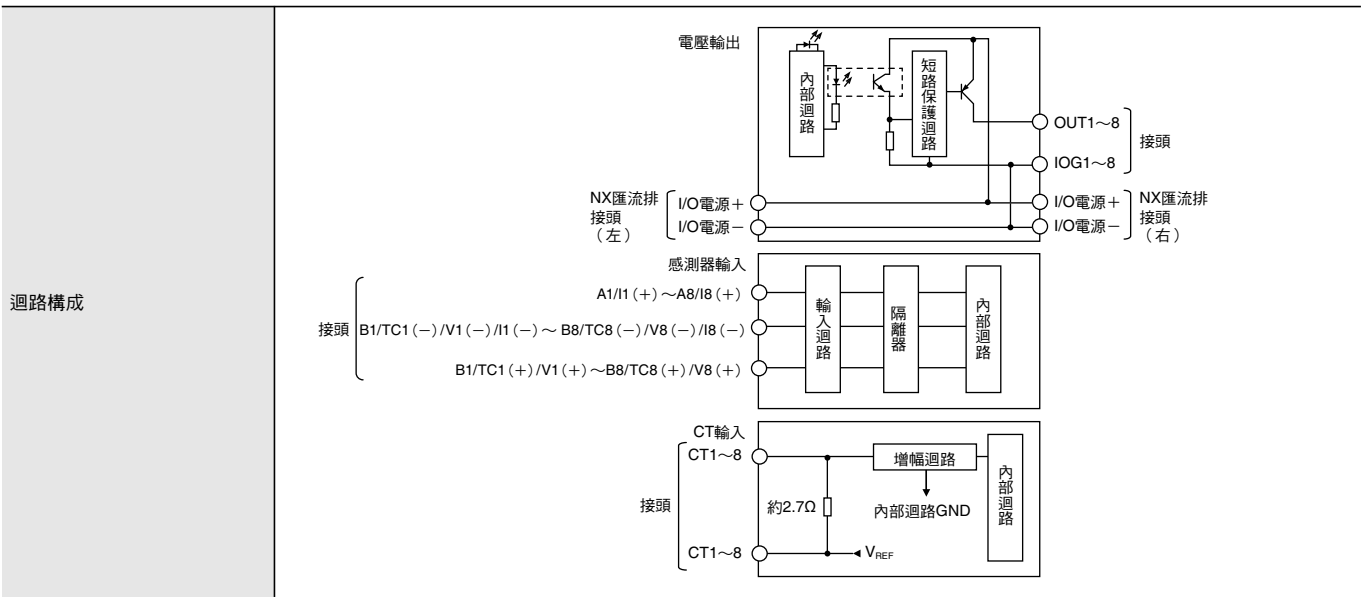 迴路構成
電壓輸出
內部迴路
短路保護迴路
OUT1～8
接頭
IOG1～8
NX匯流排
接頭
（左）
I/O電源＋
I/O電源－
I/O電源＋
I/O電源－
NX匯流排
接頭
（右）
感測器輸入
A1/I1（＋）～A8/I8（＋）
接頭
B1/TC1（－）/V1（－）/I1（－）～ B8/TC8（－）/V8（－）/I8（－）
B1/TC1（＋）/V1（＋）～B8/TC8（＋）/V8（＋）
輸入迴路
隔離器
內部迴路
CT輸入
CT1～8
接頭
約2.7Ω
增幅迴路
內部迴路GND
內部迴路
CT1～8
VREF